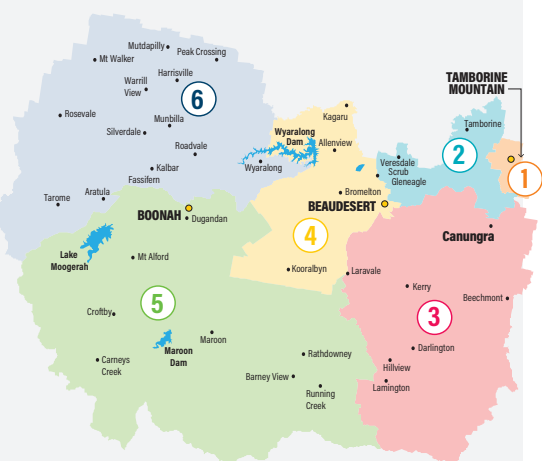 Mutdapilly
Peak Crossing
Mt Walker
Harrisville
Warrill
View
6
Rosevale
Munbilla
Silverdale
Roadvale
Kalbar
Fassifern
Tarome
Aratula
TAMBORINE
MOUNTAIN
Kagaru
Tamborine
Wyaralong
Dam
Allenview
2
Veresdale
Scrub
Gleneagle
1
Wyaralong
Bromelton
BEAUDESERT
BOONAH
Dugandan
4
Canungra
Lake
Moogerah
Mt Alford
Kooralbyn
Laravale
Kerry
Beechmont
5
3
Croftby
Maroon
Maroon
Dam
Darlington
Rathdowney
Hillview
Carneys
Creek
Barney View
Lamington
Running
Creek